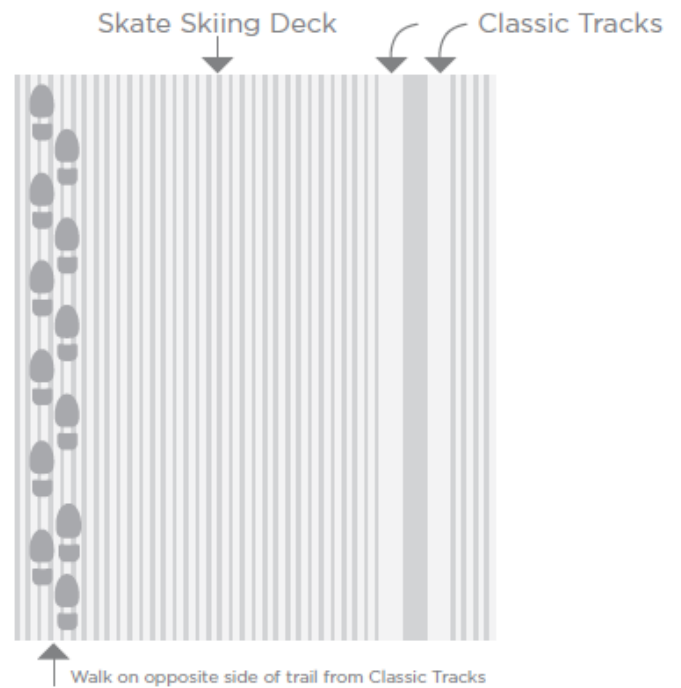 Skate Skiing Deck
Classic Tracks
Walk on opposite side of trail from Classic Tracks